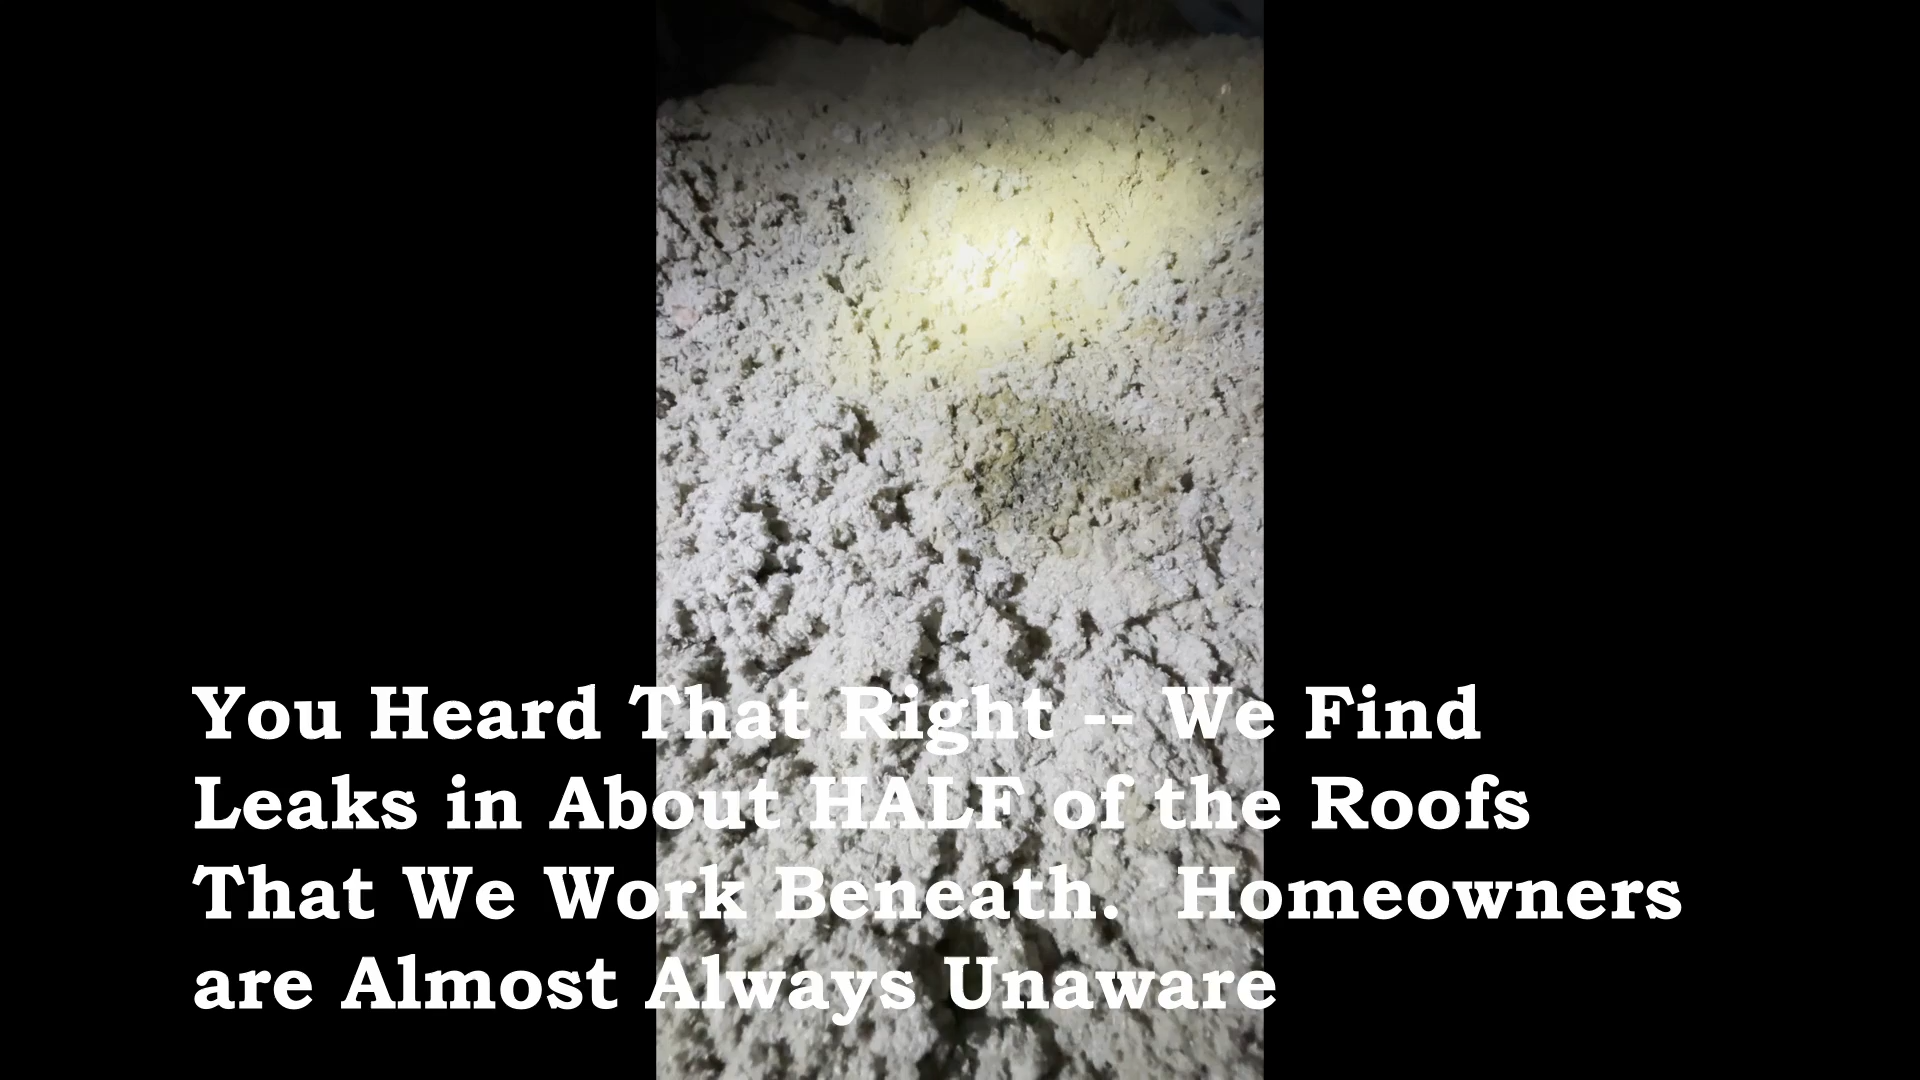 You Heard That Right -- We Find
Leaks in About HALF of the Roofs
That We Work Beneath.  Homeowners
are Almost Always Unaware